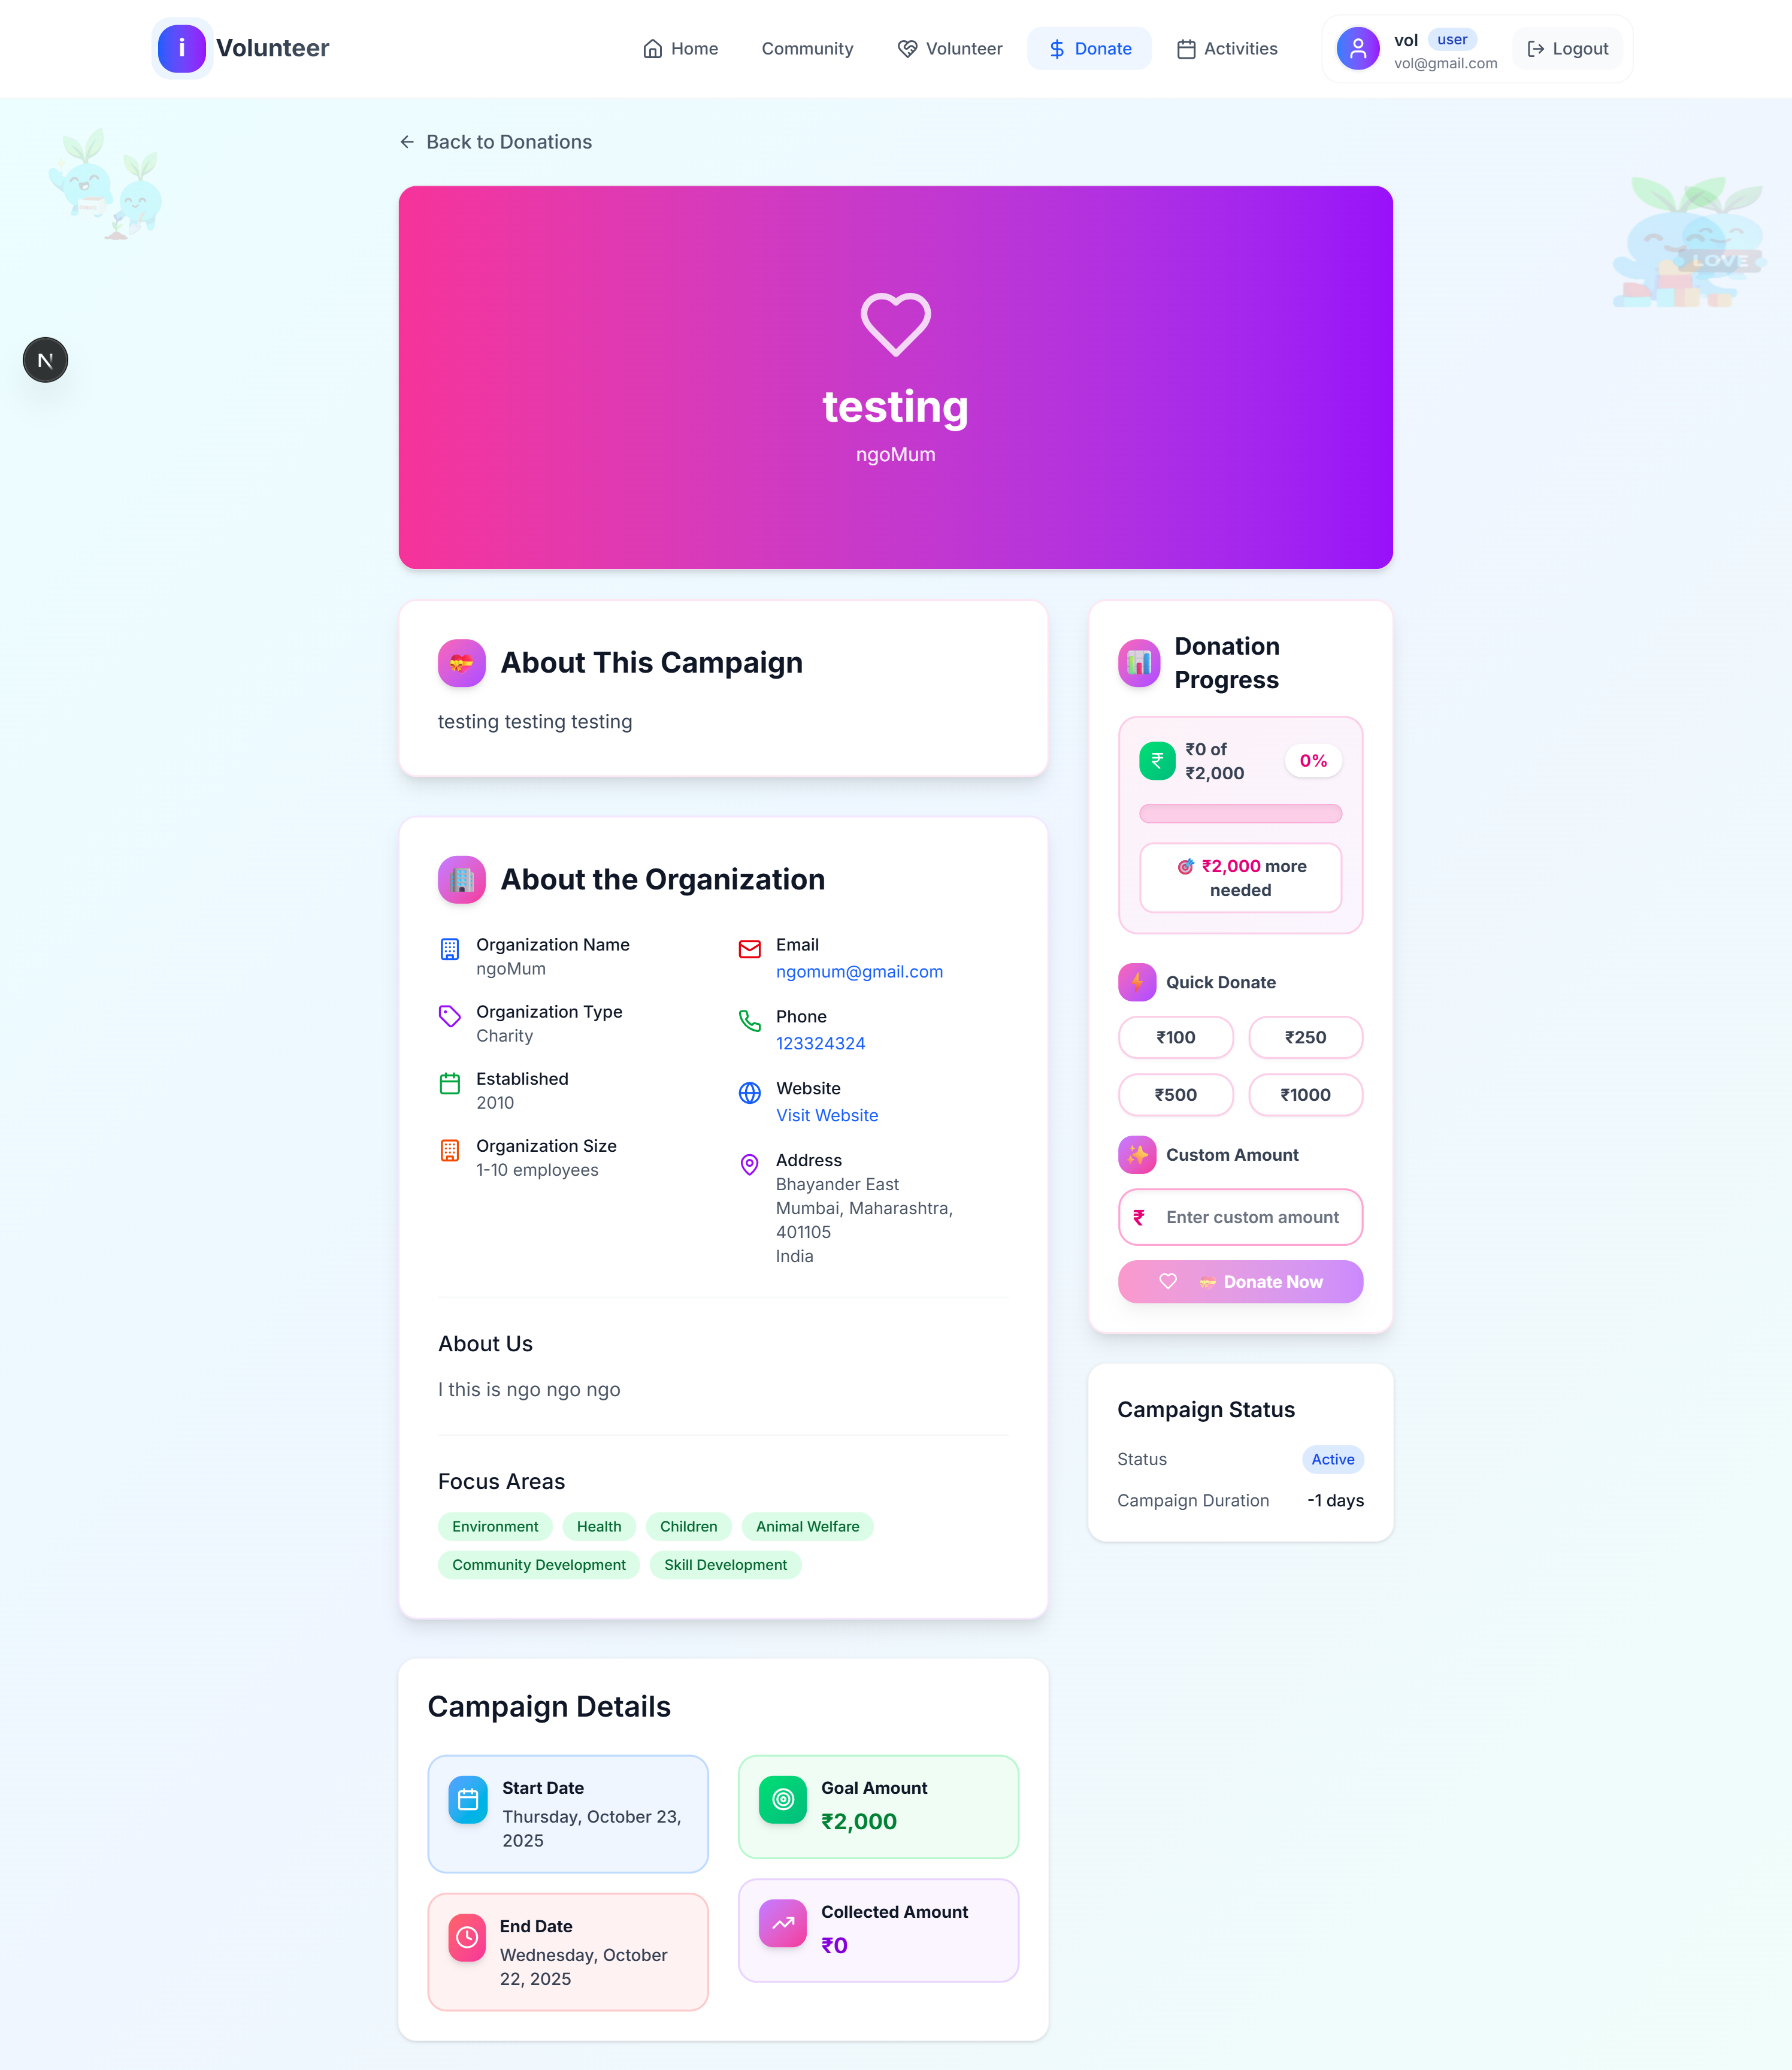 i Volunteer
Home
Community
Volunteer
Donate
Activities
vol user
vol@gmail.com
Logout
Back to Donations
LOVE
N
testing
ngoMum
About This Campaign
testing testing testing
About the Organization
Organization Name
ngoMum
Organization Type
Charity
Established
2010
Organization Size
1-10 employees
Email
ngomum@gmail.com
Phone
123324324
Website
Visit Website
Address
Bhayander East
Mumbai, Maharashtra,
401105
India
About Us
I this is ngo ngo ngo
Focus Areas
Environment
Health
Children
Animal Welfare
Community Development
Skill Development
Campaign Details
Start Date
Thursday, October 23,
2025
End Date
Wednesday, October
22, 2025
Goal Amount
₹2,000
Collected Amount
₹0
Donation
Progress
₹ ₹0 of
₹2,000
0%
🎯 ₹2,000 more
needed
Quick Donate
₹100
₹250
₹500
₹1000
Custom Amount
₹ Enter custom amount
Donate Now
Campaign Status
Status
Active
Campaign Duration
-1 days